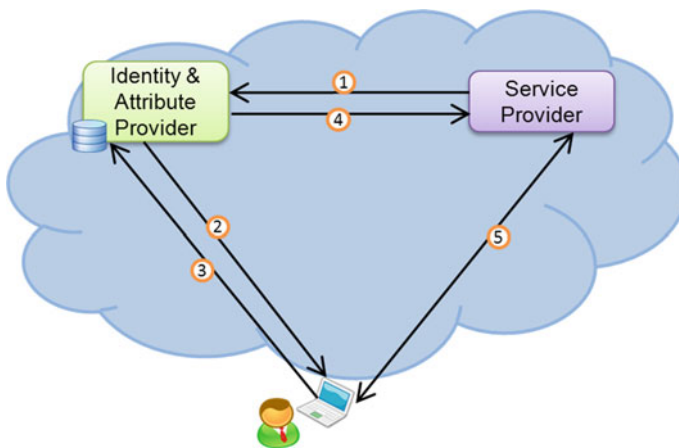 Identity &
Attribute
Provider
Service
Provider
1
4
2
3
5